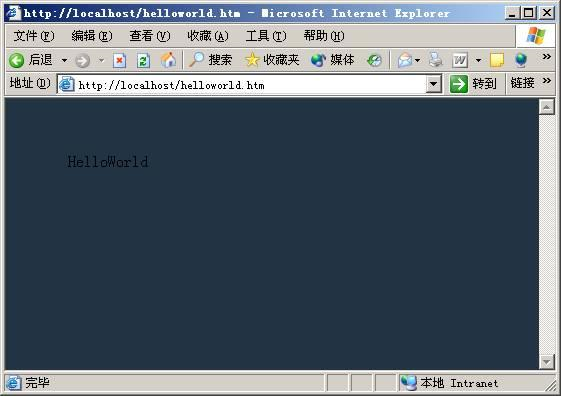 http://localhost/helloworld.htm - Microsoft Internet Explorer
文件(F) 编辑(E) 查看(V) 收藏(A) 工具(T) 帮助(H)
后退 搜索 收藏夹 媒体 W
地址(D) http://localhost/helloworld.htm 转到 链接 »
HelloWorld
完毕 本地 Intranet